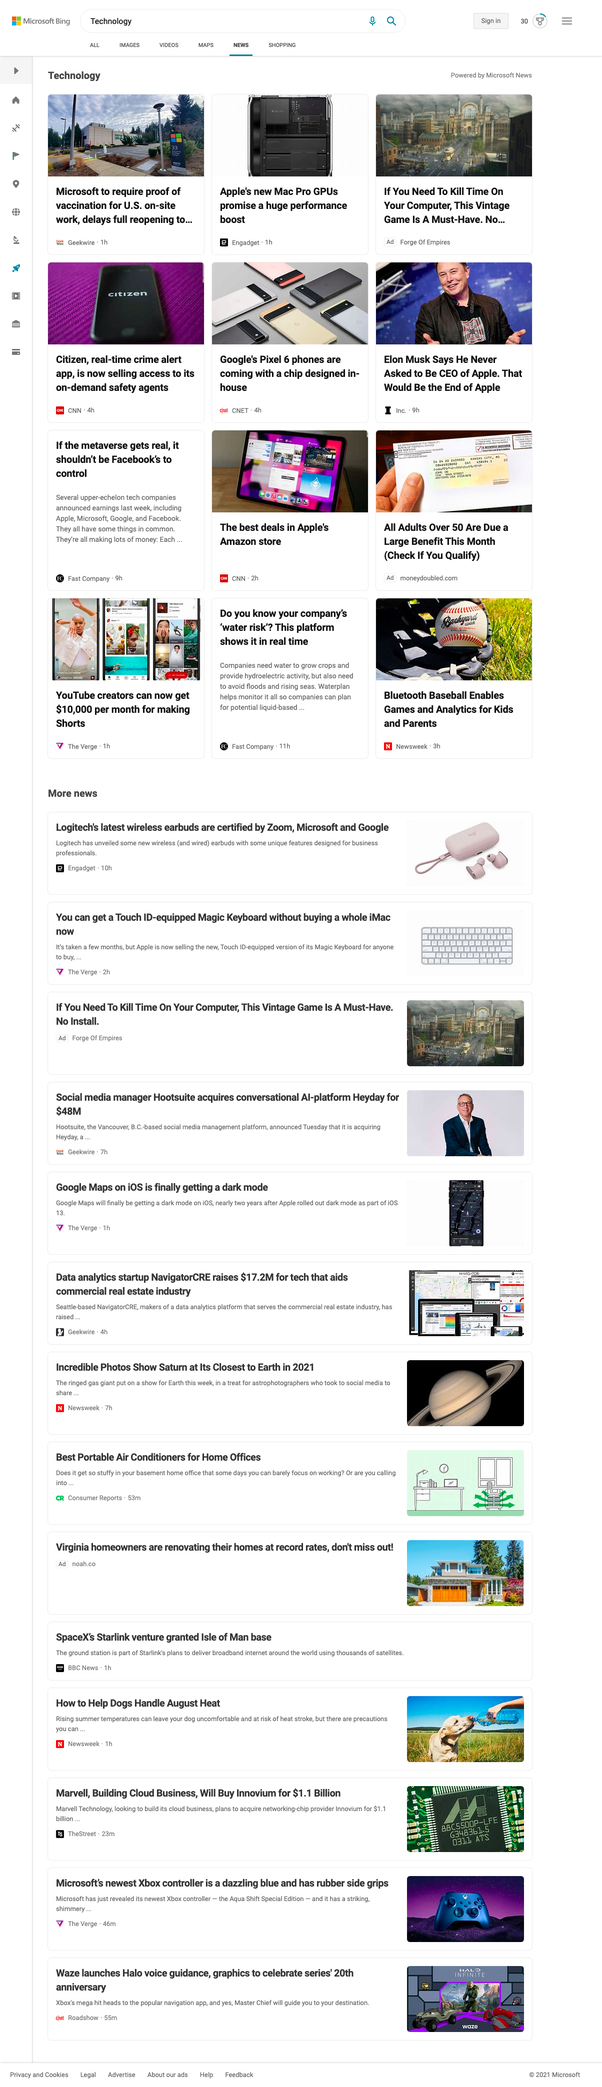 Microsoft Bing
Technology
Sign in
30
ALL IMAGES VIDEOS MAPS NEWS SHOPPING
Technology
Powered by Microsoft News
Microsoft to require proof of
vaccination for U.S. on-site
work, delays full reopening to...
Geekwire · 1h
Apple's new Mac Pro GPUs
promise a huge performance
boost
Engadget · 1h
If You Need To Kill Time On
Your Computer, This Vintage
Game Is A Must-Have. No...
Ad Forge Of Empires
citizen
Citizen, real-time crime alert
app, is now selling access to its
on-demand safety agents
CNN · 4h
Google's Pixel 6 phones are
coming with a chip designed in-
house
CNET · 4h
Elon Musk Says He Never
Asked to Be CEO of Apple. That
Would Be the End of Apple
Inc. · 9h
If the metaverse gets real, it
shouldn't be Facebook's to
control
Several upper-echelon tech companies
announced earnings last week, including
Apple, Microsoft, Google, and Facebook.
They all have some things in common.
They're all making lots of money: Each ...
Fast Company · 9h
The best deals in Apple's
Amazon store
CNN · 2h
All Adults Over 50 Are Due a
Large Benefit This Month
(Check If You Qualify)
Ad moneydoubled.com
YouTube creators can now get
$10,000 per month for making
Shorts
The Verge · 1h
Do you know your company's
'water risk'? This platform
shows it in real time
Companies need water to grow crops and
provide hydroelectric activity, but also need
to avoid floods and rising seas. Waterplan
helps monitor it all so companies can plan
for potential liquid-based ...
Fast Company · 11h
Backyard
Bluetooth Baseball Enables
Games and Analytics for Kids
and Parents
Newsweek · 3h
More news
Logitech's latest wireless earbuds are certified by Zoom, Microsoft and Google
Logitech has unveiled some new wireless (and wired) earbuds with some unique features designed for business
professionals.
Engadget · 10h
You can get a Touch ID-equipped Magic Keyboard without buying a whole iMac
now
It's taken a few months, but Apple is now selling the new, Touch ID-equipped version of its Magic Keyboard for anyone
to buy, ...
The Verge · 2h
If You Need To Kill Time On Your Computer, This Vintage Game Is A Must-Have.
No Install.
Ad Forge Of Empires
Social media manager Hootsuite acquires conversational AI-platform Heyday for
$48M
Hootsuite, the Vancouver, B.C.-based social media management platform, announced Tuesday that it is acquiring
Heyday, a ...
Geekwire · 7h
Google Maps on iOS is finally getting a dark mode
Google Maps will finally be getting a dark mode on iOS, nearly two years after Apple rolled out dark mode as part of iOS
13.
The Verge · 1h
Data analytics startup NavigatorCRE raises $17.2M for tech that aids
commercial real estate industry
Seattle-based NavigatorCRE, makers of a data analytics platform that serves the commercial real estate industry, has
raised ...
Geekwire · 4h
Incredible Photos Show Saturn at Its Closest to Earth in 2021
The ringed gas giant put on a show for Earth this week, in a treat for astrophotographers who took to social media to
share ...
Newsweek · 7h
Best Portable Air Conditioners for Home Offices
Does it get so stuffy in your basement home office that some days you can barely focus on working? Or are you calling
into ...
CR Consumer Reports · 53m
Virginia homeowners are renovating their homes at record rates, don't miss out!
Ad noah.co
SpaceX's Starlink venture granted Isle of Man base
The ground station is part of Starlink's plans to deliver broadband internet around the world using thousands of satellites.
BBC News · 1h
How to Help Dogs Handle August Heat
Rising summer temperatures can leave your dog uncomfortable and at risk of heat stroke, but there are precautions
you can ...
Newsweek · 1h
Marvell, Building Cloud Business, Will Buy Innovium for $1.1 Billion
Marvell Technology, looking to build its cloud business, plans to acquire networking-chip provider Innovium for $1.1
billion ...
TheStreet · 23m
Microsoft's newest Xbox controller is a dazzling blue and has rubber side grips
Microsoft has just revealed its newest Xbox controller — the Aqua Shift Special Edition — and it has a striking,
shimmery ...
The Verge · 46m
Waze launches Halo voice guidance, graphics to celebrate series' 20th
anniversary
Xbox's mega hit heads to the popular navigation app, and yes, Master Chief will guide you to your destination.
Roadshow · 55m
HALO
INFINITE
waze
Privacy and Cookies Legal Advertise About our ads Help Feedback
© 2021 Microsoft